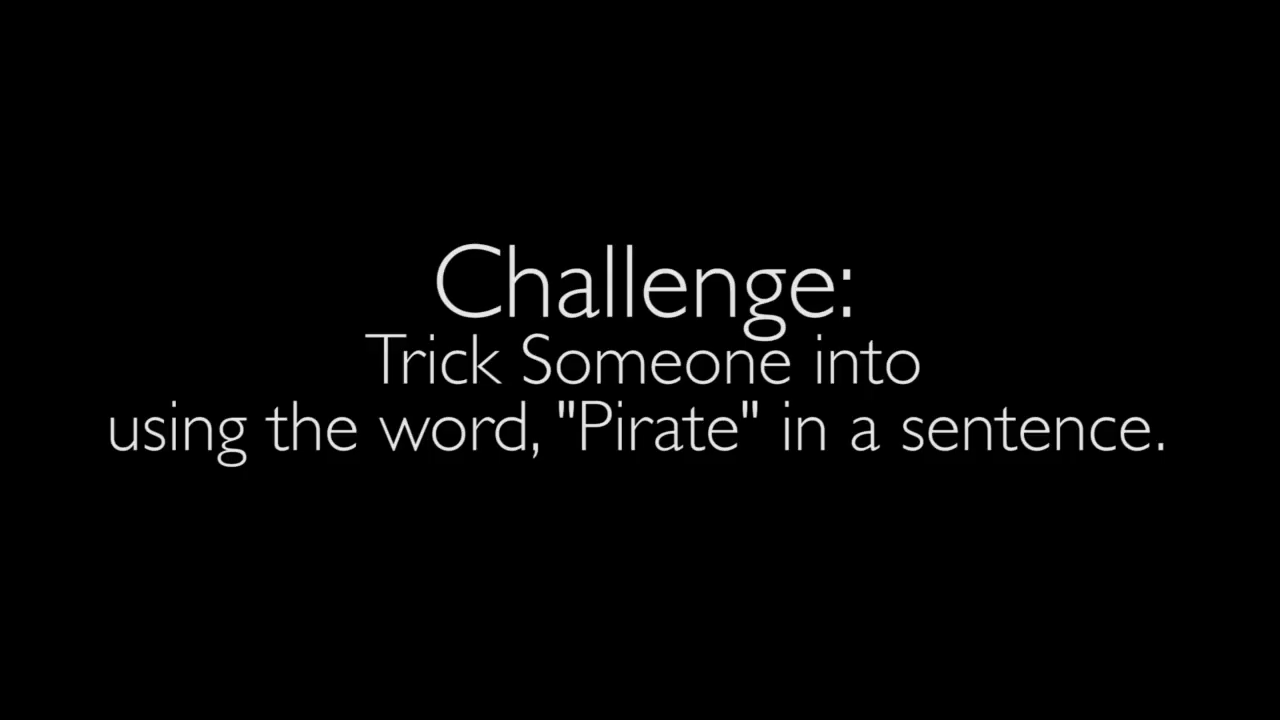 Challenge:
Trick Someone into
using the word, "Pirate" in a sentence.